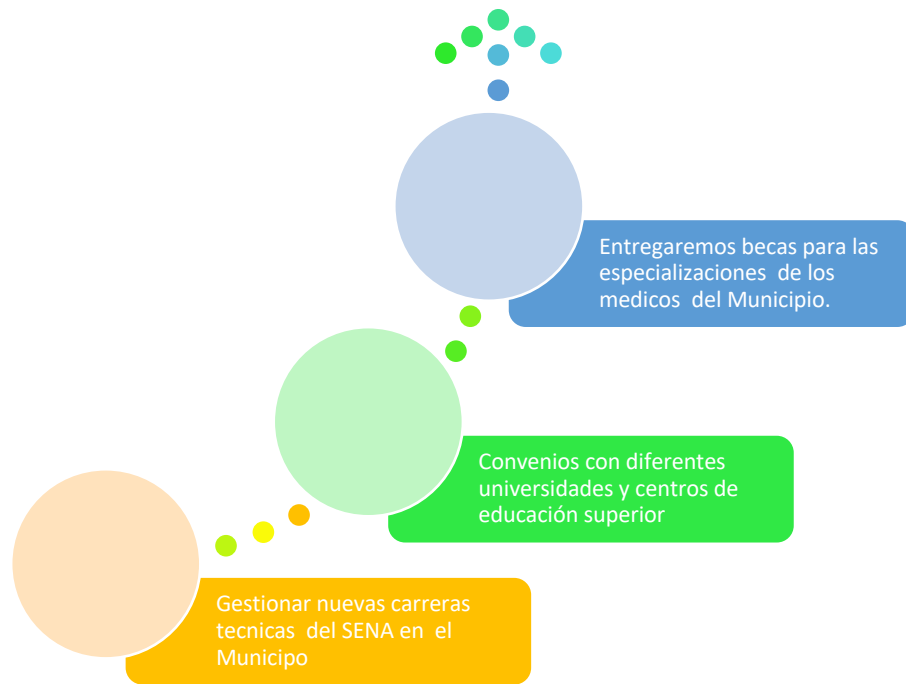 Entregaremos becas para las
especializaciones  de los
medicos  del Municipio.
Convenios con diferentes
universidades y centros de
educación superior
Gestionar nuevas carreras
tecnicas  del SENA en  el
Municipo